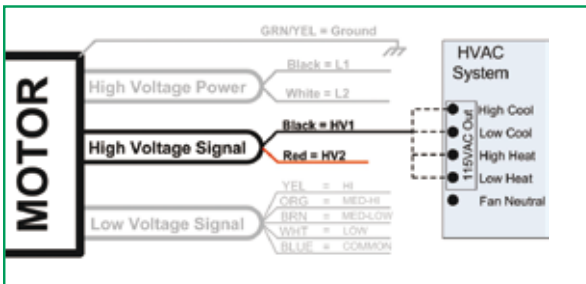 GRN/YEL = Ground
MOTOR
High Voltage Power
Black = L1
White = L2
High Voltage Signal
Black = HV1
Red = HV2
Low Voltage Signal
YEL = HI
ORG = MED-HI
BRN = MED-LOW
WHT = LOW
BLUE = COMMON
HVAC
System
115VAC Out
High Cool
Low Cool
High Heat
Low Heat
Fan Neutral